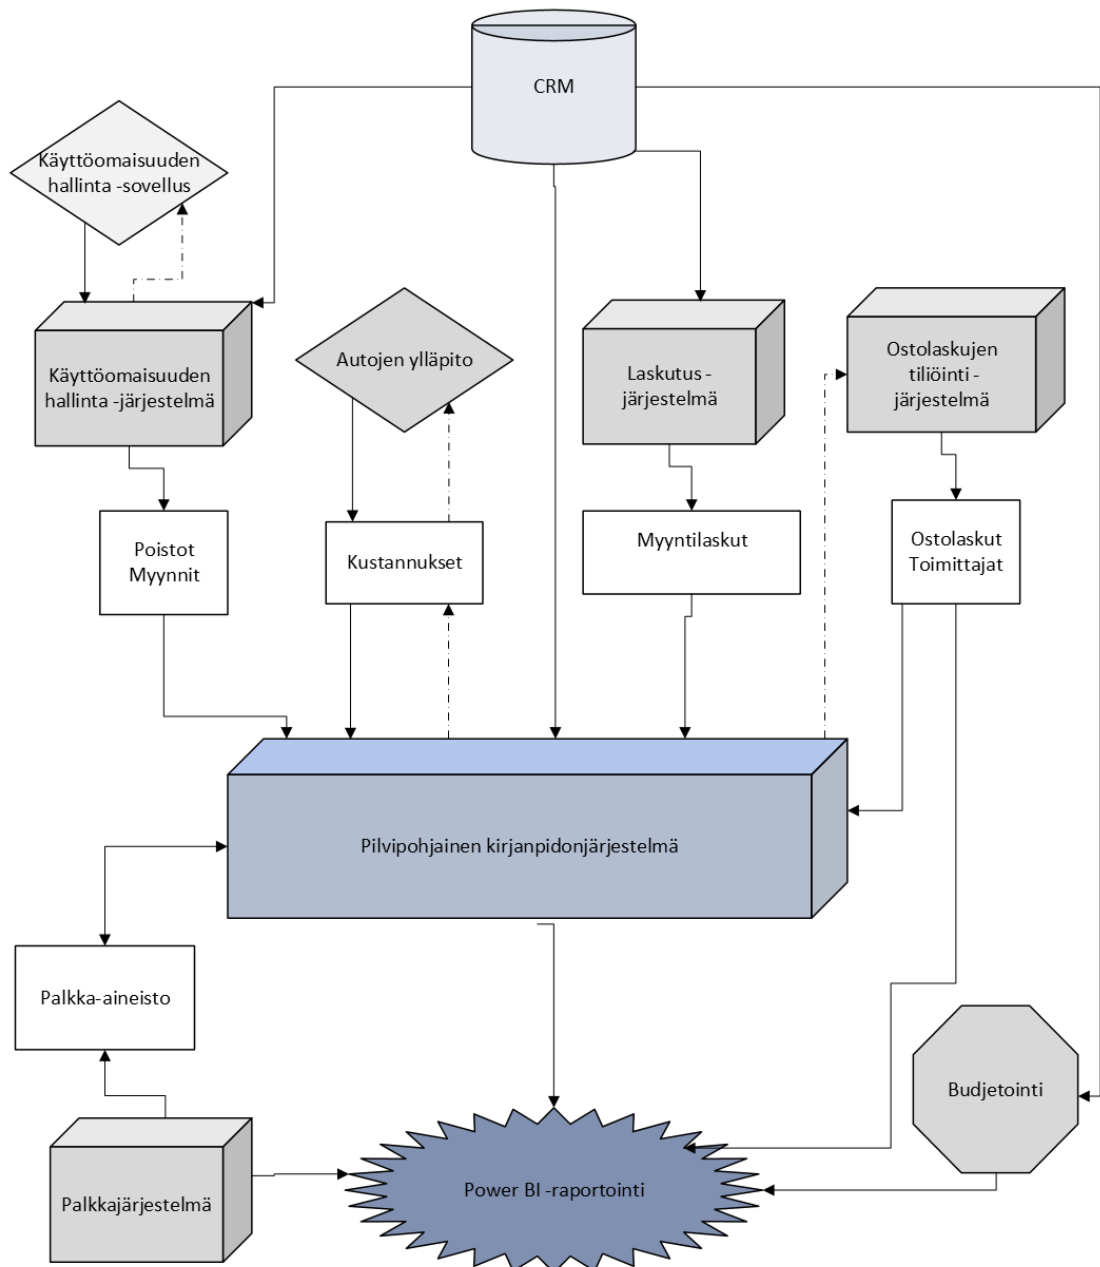 CRM
Käyttöomaisuuden
hallinta -sovellus
Autojen ylläpito
Käyttöomaisuuden
hallinta -järjestelmä
Laskutus -
järjestelmä
Ostolaskujen
tiliöinti -
järjestelmä
Poistot
Myynnit
Kustannukset
Myyntilaskut
Ostolaskut
Toimittajat
Pilvipohjainen kirjanpidonjärjestelmä
Palkka-aineisto
Budjetointi
Palkkajärjestelmä
Power BI -raportointi